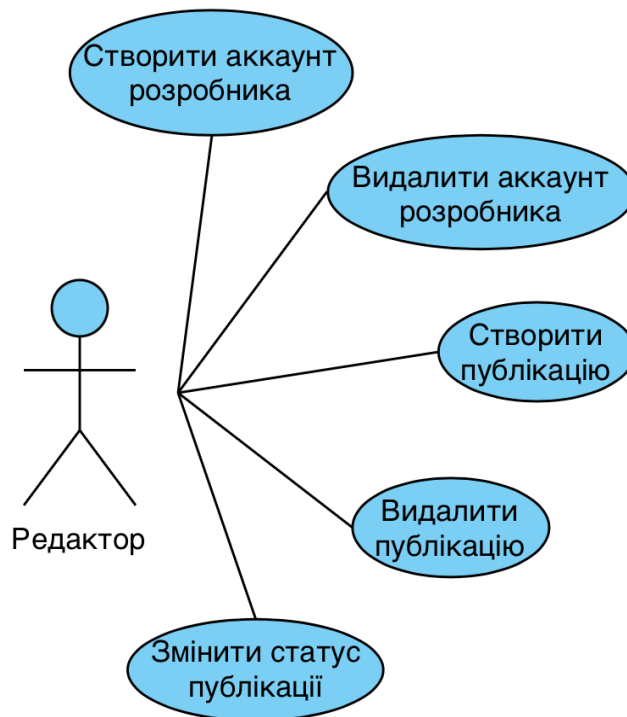 Створити аккаунт
розробника
Видалити аккаунт
розробника
Створити
публікацію
Редактор
Видалити
публікацію
Змінити статус
публікації